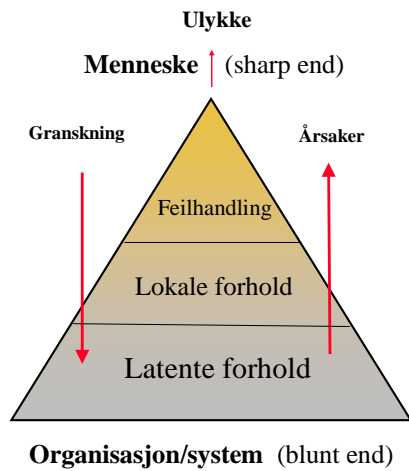 Ulykke
Menneske (sharp end)
Granskning
Årsaker
Feilhandling
Lokale forhold
Latente forhold
Organisasjon/system (blunt end)